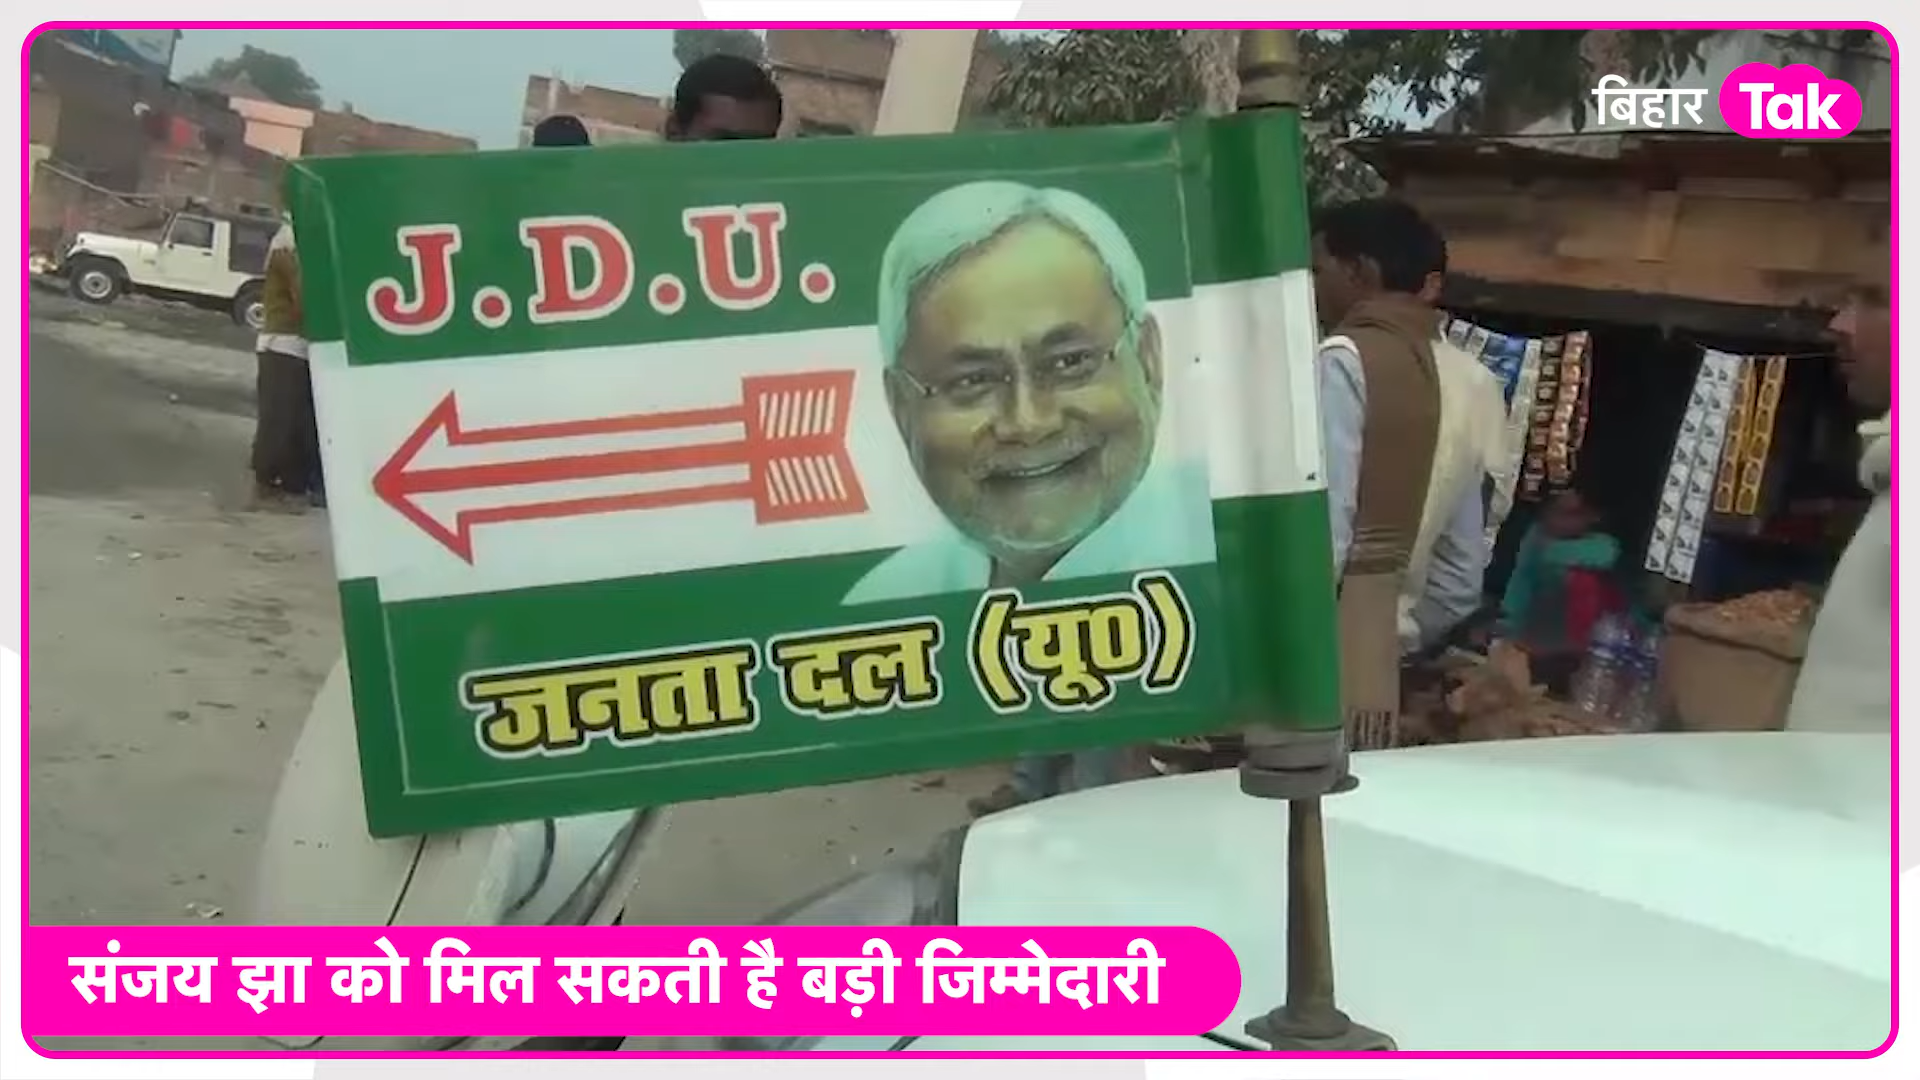 बिहार Tak
J.D.U.
जनता दल (यू०)
संजय झा को मिल सकती है बड़ी जिम्मेदारी